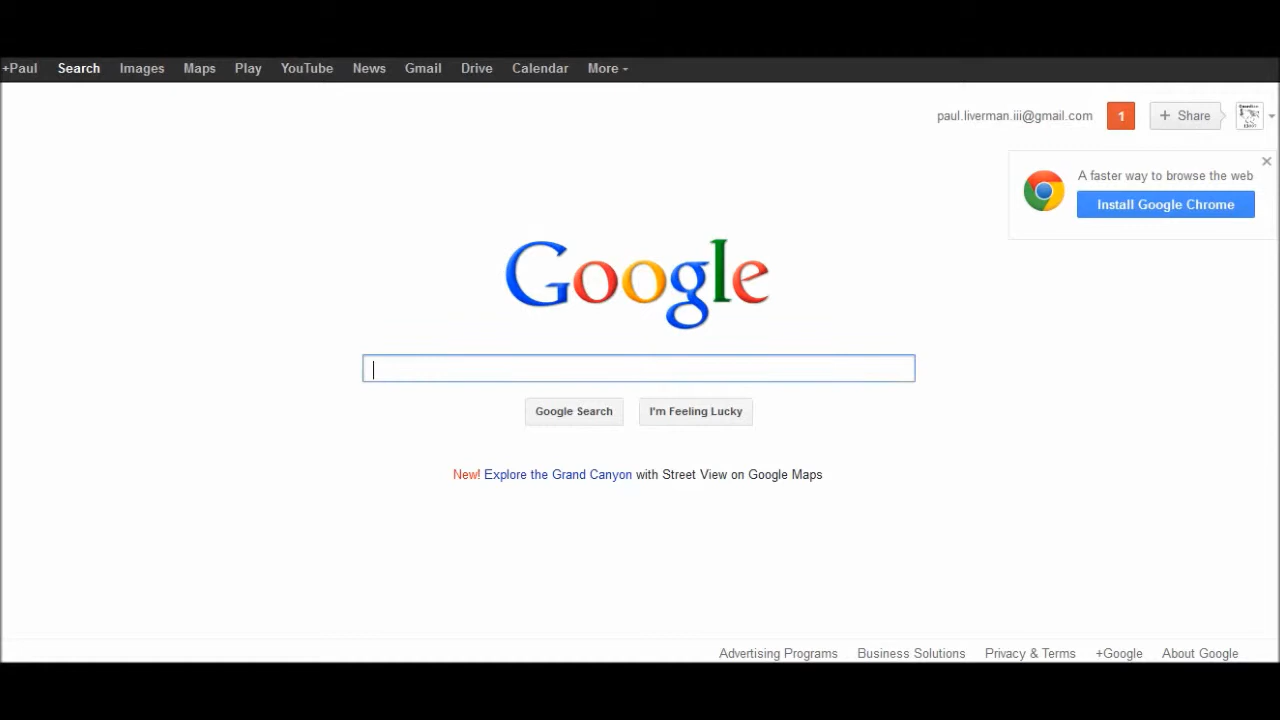 +Paul Search Images Maps Play YouTube News Gmail Drive Calendar More
paul.liverman.iii@gmail.com 1 + Share
A faster way to browse the web
Install Google Chrome
Google
Google Search I'm Feeling Lucky
New! Explore the Grand Canyon with Street View on Google Maps
Advertising Programs Business Solutions Privacy & Terms +Google About Google